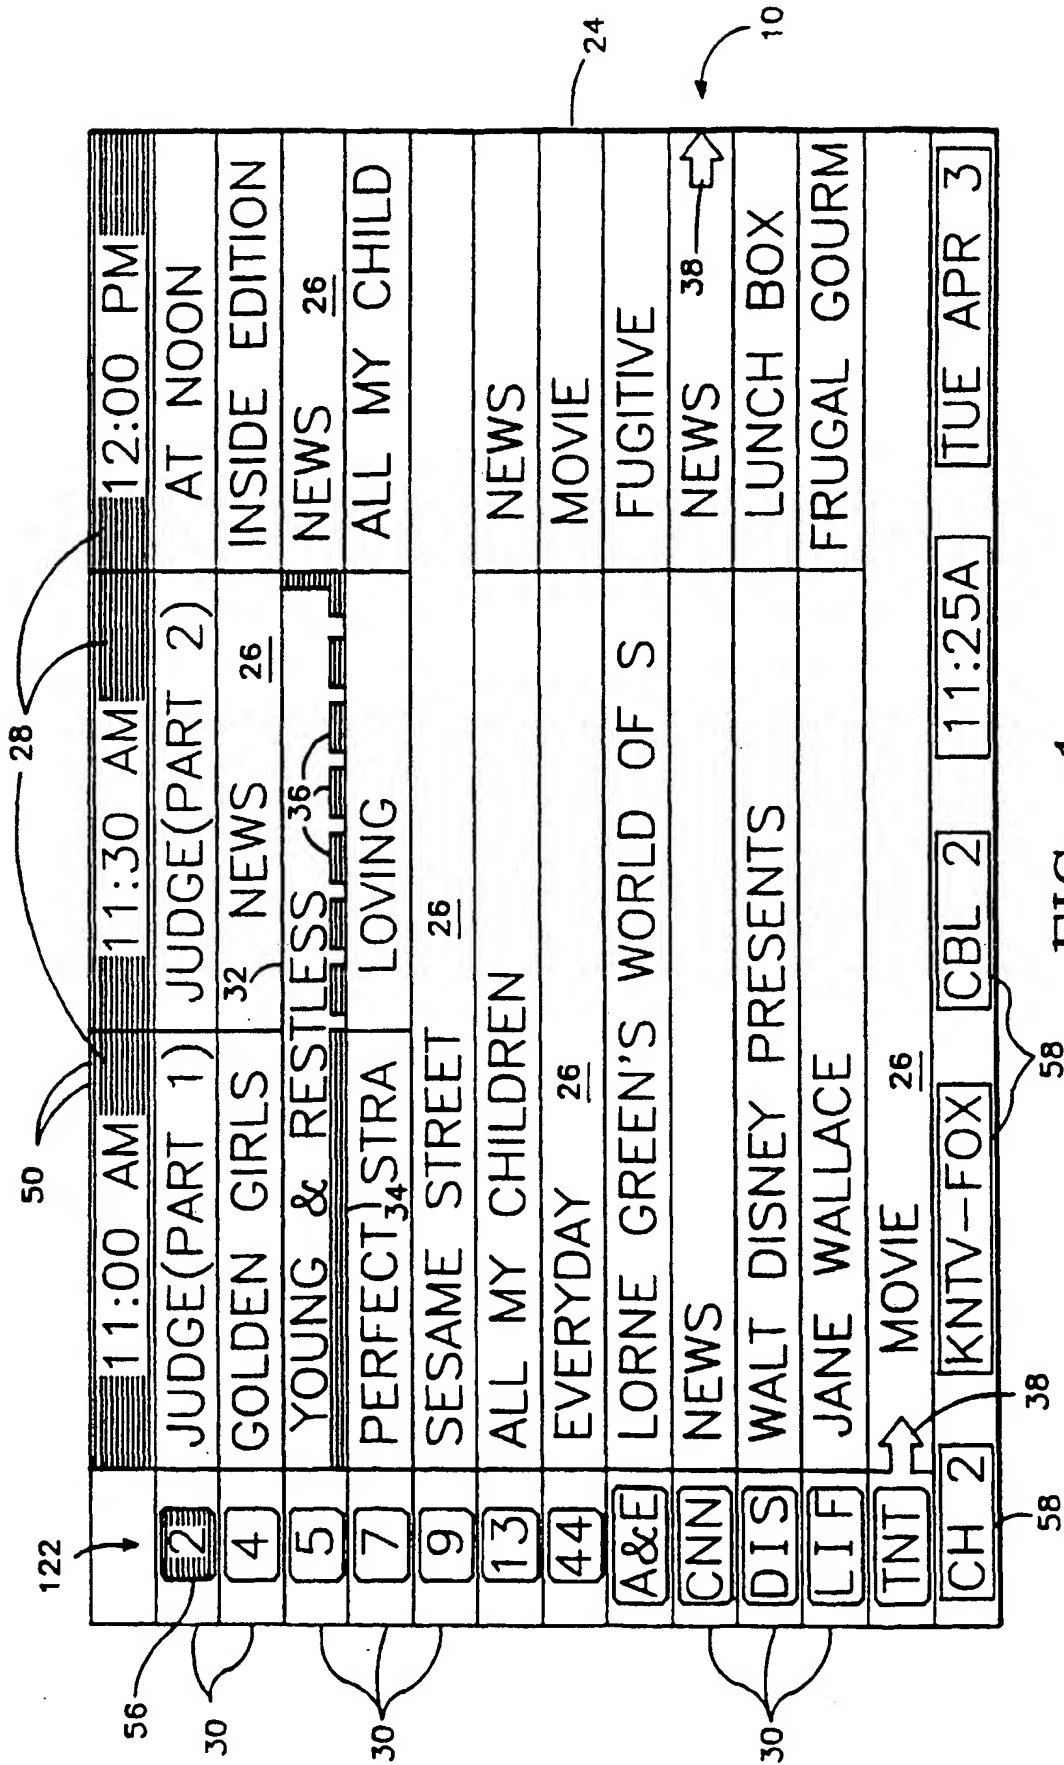 28
50
122
11:00 AM 11:30 AM 12:00 PM
56
2 JUDGE(PART 1) JUDGE(PART 2) AT NOON
30
4 GOLDEN GIRLS 32 NEWS 26 INSIDE EDITION
5 YOUNG & RESTLESS 36 NEWS 26
7 PERFECT STRA 34 LOVING ALL MY CHILD
30
9 SESAME STREET 26
13 ALL MY CHILDREN NEWS
44 EVERYDAY 26 MOVIE
24
A&E LORNE GREEN'S WORLD OF S FUGITIVE
CNN NEWS NEWS 38
10
30
DIS WALT DISNEY PRESENTS LUNCH BOX
LIF JANE WALLACE FRUGAL GOURM
TNT MOVIE 26
CH 2 KNTV-FOX CBL 2 11:25A TUE APR 3
58 38 58
FIG.